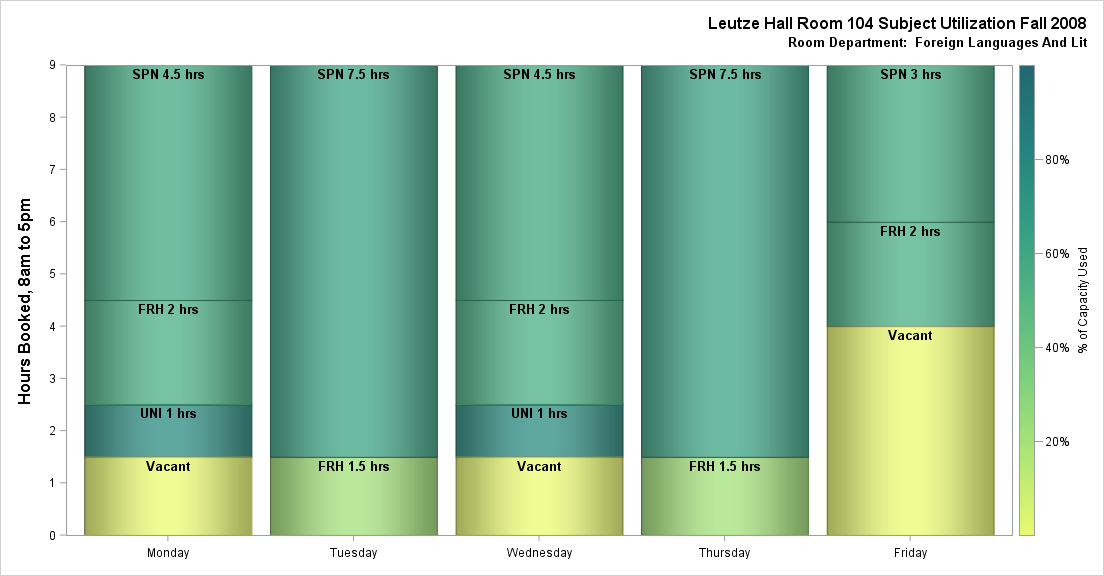 Leutze Hall Room 104 Subject Utilization Fall 2008
Room Department:  Foreign Languages And Lit
Hours Booked, 8am to 5pm
9
8
7
6
5
4
3
2
1
0
SPN 4.5 hrs
FRH 2 hrs
UNI 1 hrs
Vacant
SPN 7.5 hrs
FRH 1.5 hrs
SPN 4.5 hrs
FRH 2 hrs
UNI 1 hrs
Vacant
SPN 7.5 hrs
FRH 1.5 hrs
SPN 3 hrs
FRH 2 hrs
Vacant
Monday
Tuesday
Wednesday
Thursday
Friday
80%
60%
40%
20%
% of Capacity Used